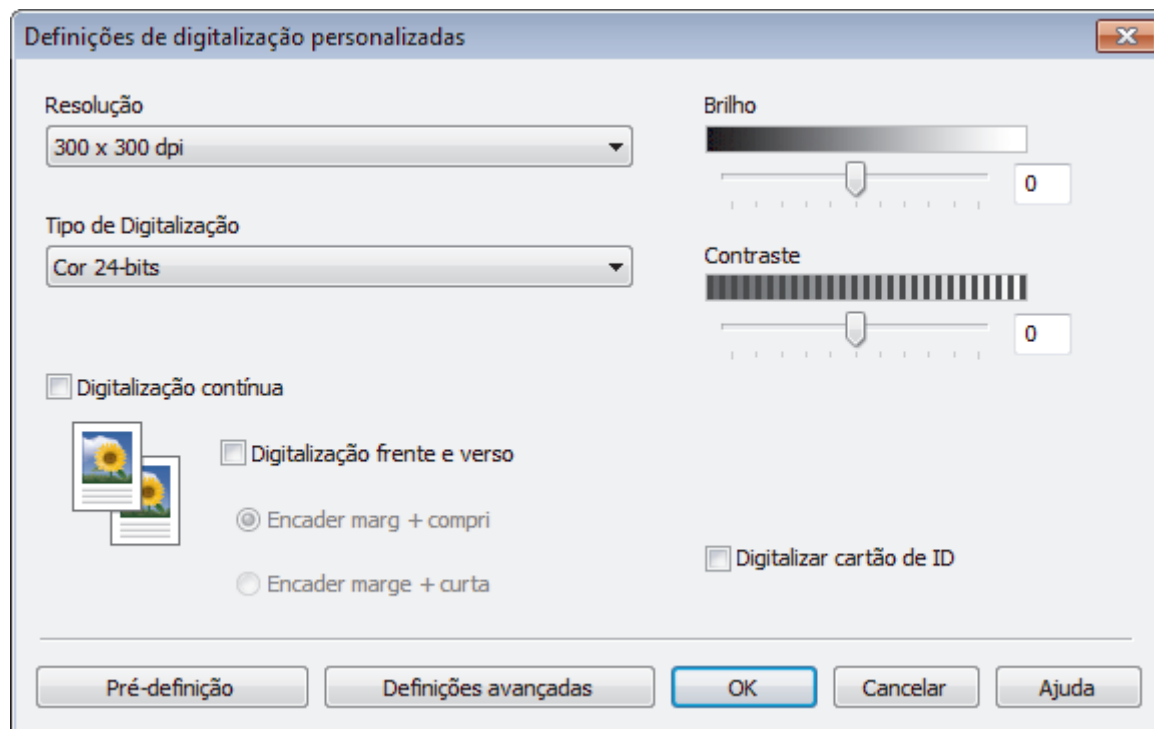 Definições de digitalização personalizadas
Resolução
300 x 300 dpi
Tipo de Digitalização
Cor 24-bits
Brilho
0
Contraste
0
Digitalização contínua
Digitalização frente e verso
Encader marg + compri
Encader marge + curta
Digitalizar cartão de ID
Pré-definição
Definições avançadas
OK
Cancelar
Ajuda